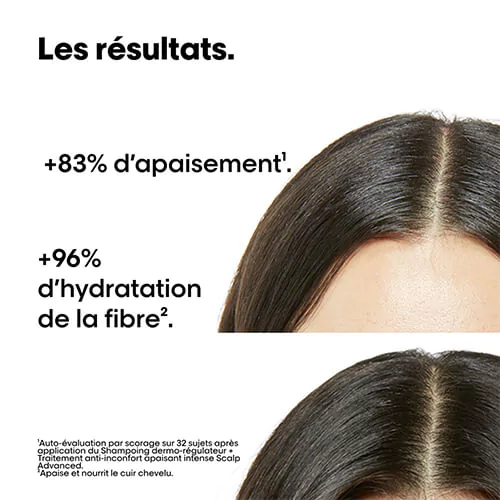 Les résultats.
+83% d'apaisement¹.
+96%
d'hydratation
de la fibre².
¹Auto-évaluation par scorage sur 32 sujets après
application du Shampoing dermo-régulateur +
Traitement anti-inconfort apaisant intense Scalp
Advanced.
²Apaise et nourrit le cuir chevelu.